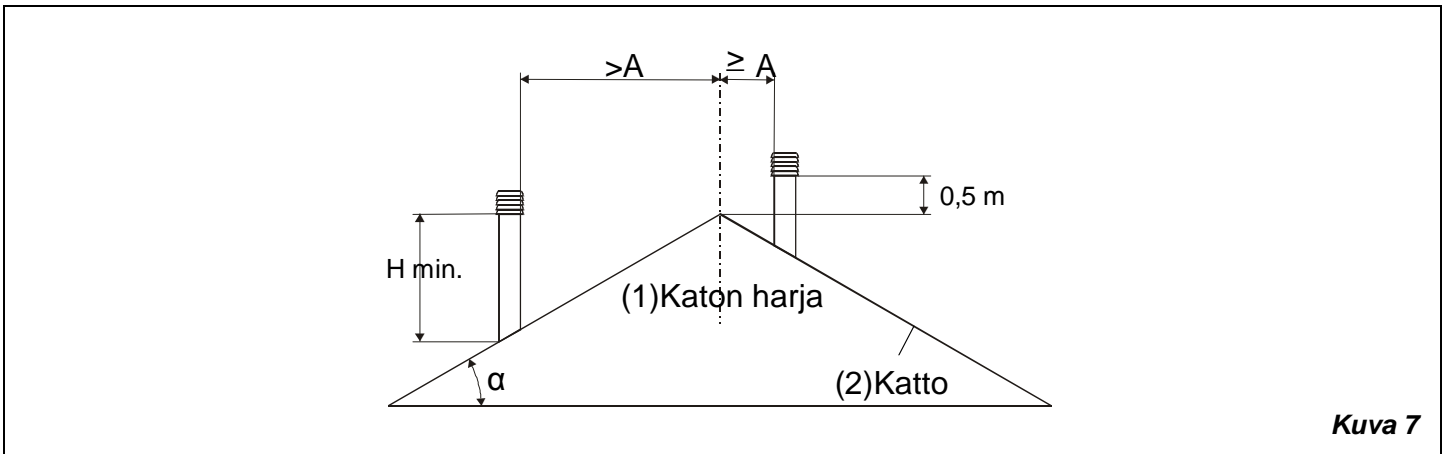 >A
≥ A
0,5 m
H min.
(1)Katon harja
α
(2)Katto
Kuva 7